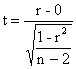 t = r - 0
1 - r²
n - 2